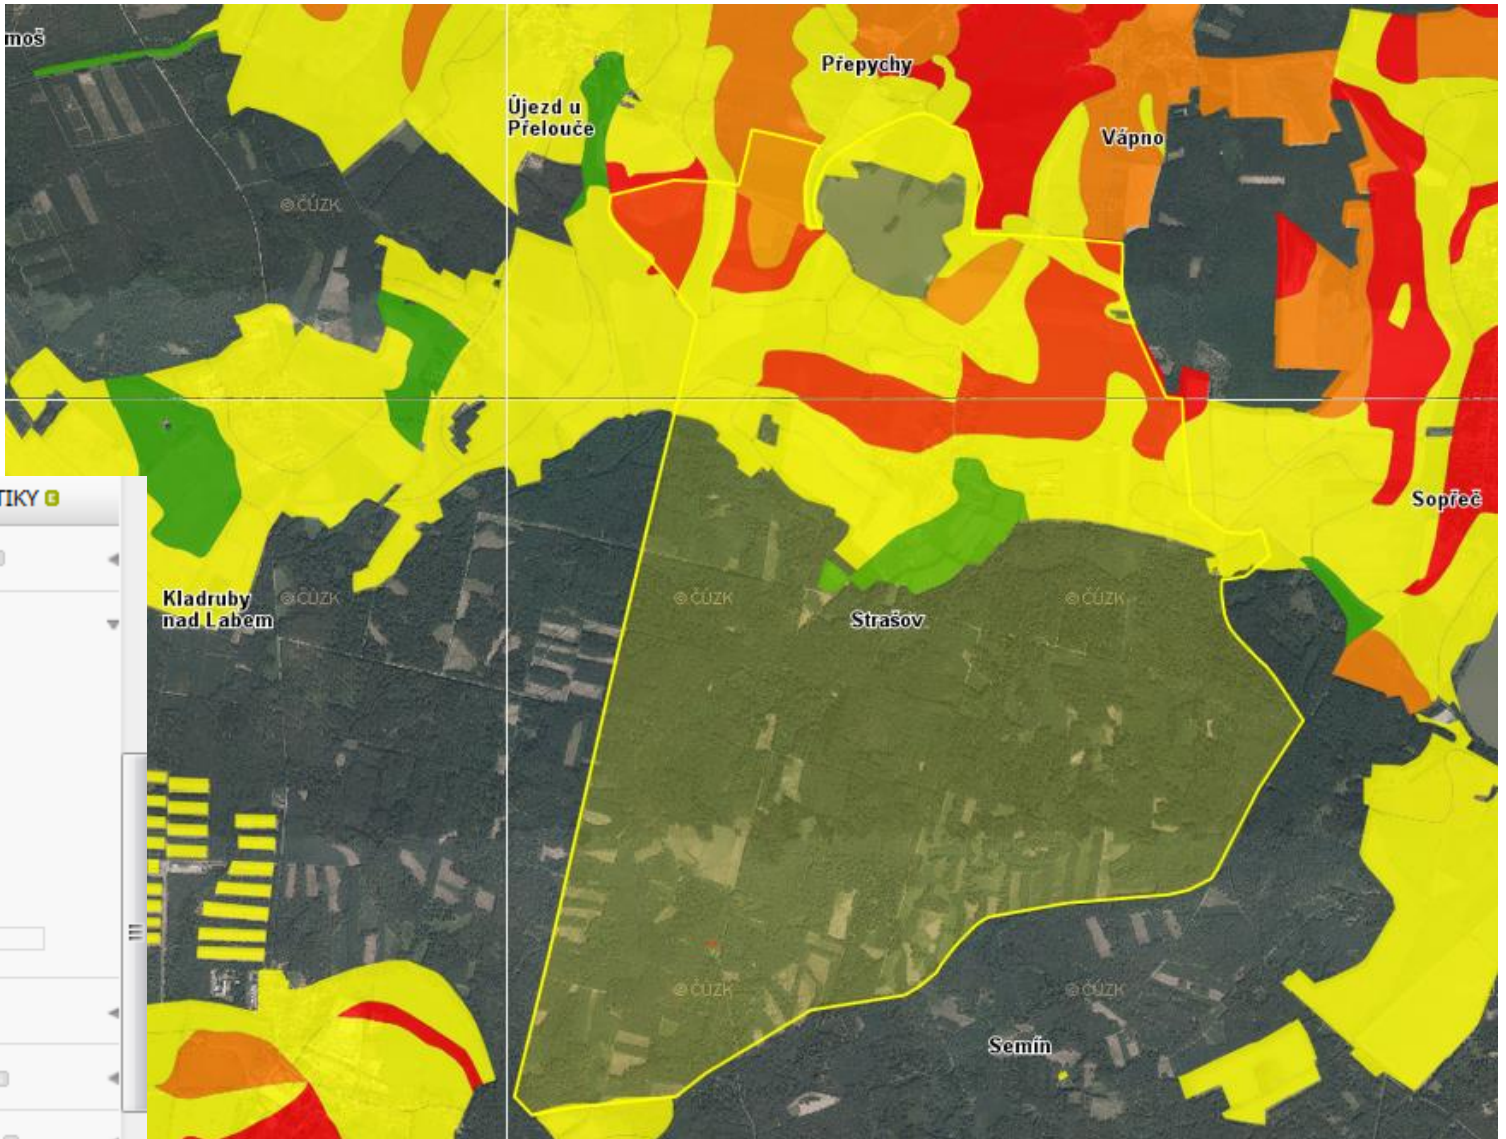 moš
Přepychy
Újezd u
Přelouče
Vápno
©ČÚZK
TIKY
Sopřeč
Kladruby
nad Labem
©ČÚZK
©ČÚZK
©ČÚZK
Strašov
©ČÚZK
©ČÚZK
Semín